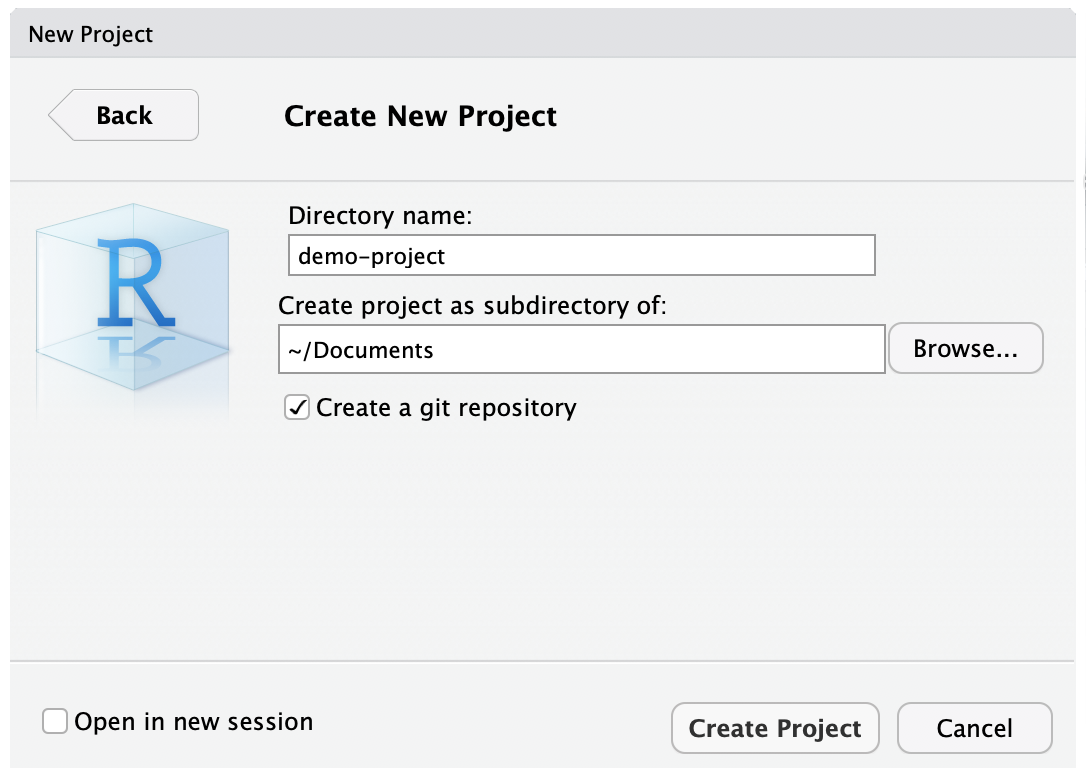 New Project
Back
Create New Project
R
Directory name:
demo-project
Create project as subdirectory of:
~/Documents
Browse...
Create a git repository
Open in new session
Create Project
Cancel